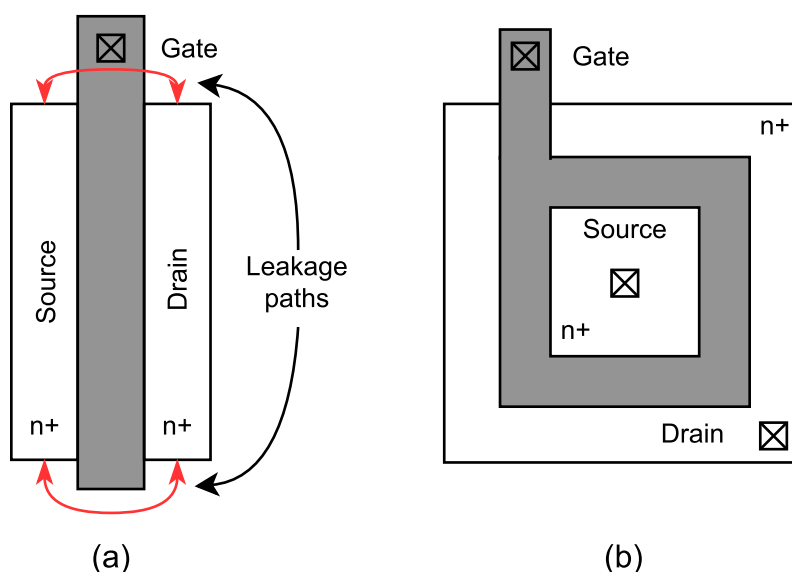 Gate
Source
Drain
n+
n+
Leakage
paths
(a)
Gate
n+
Source
n+
Drain
(b)